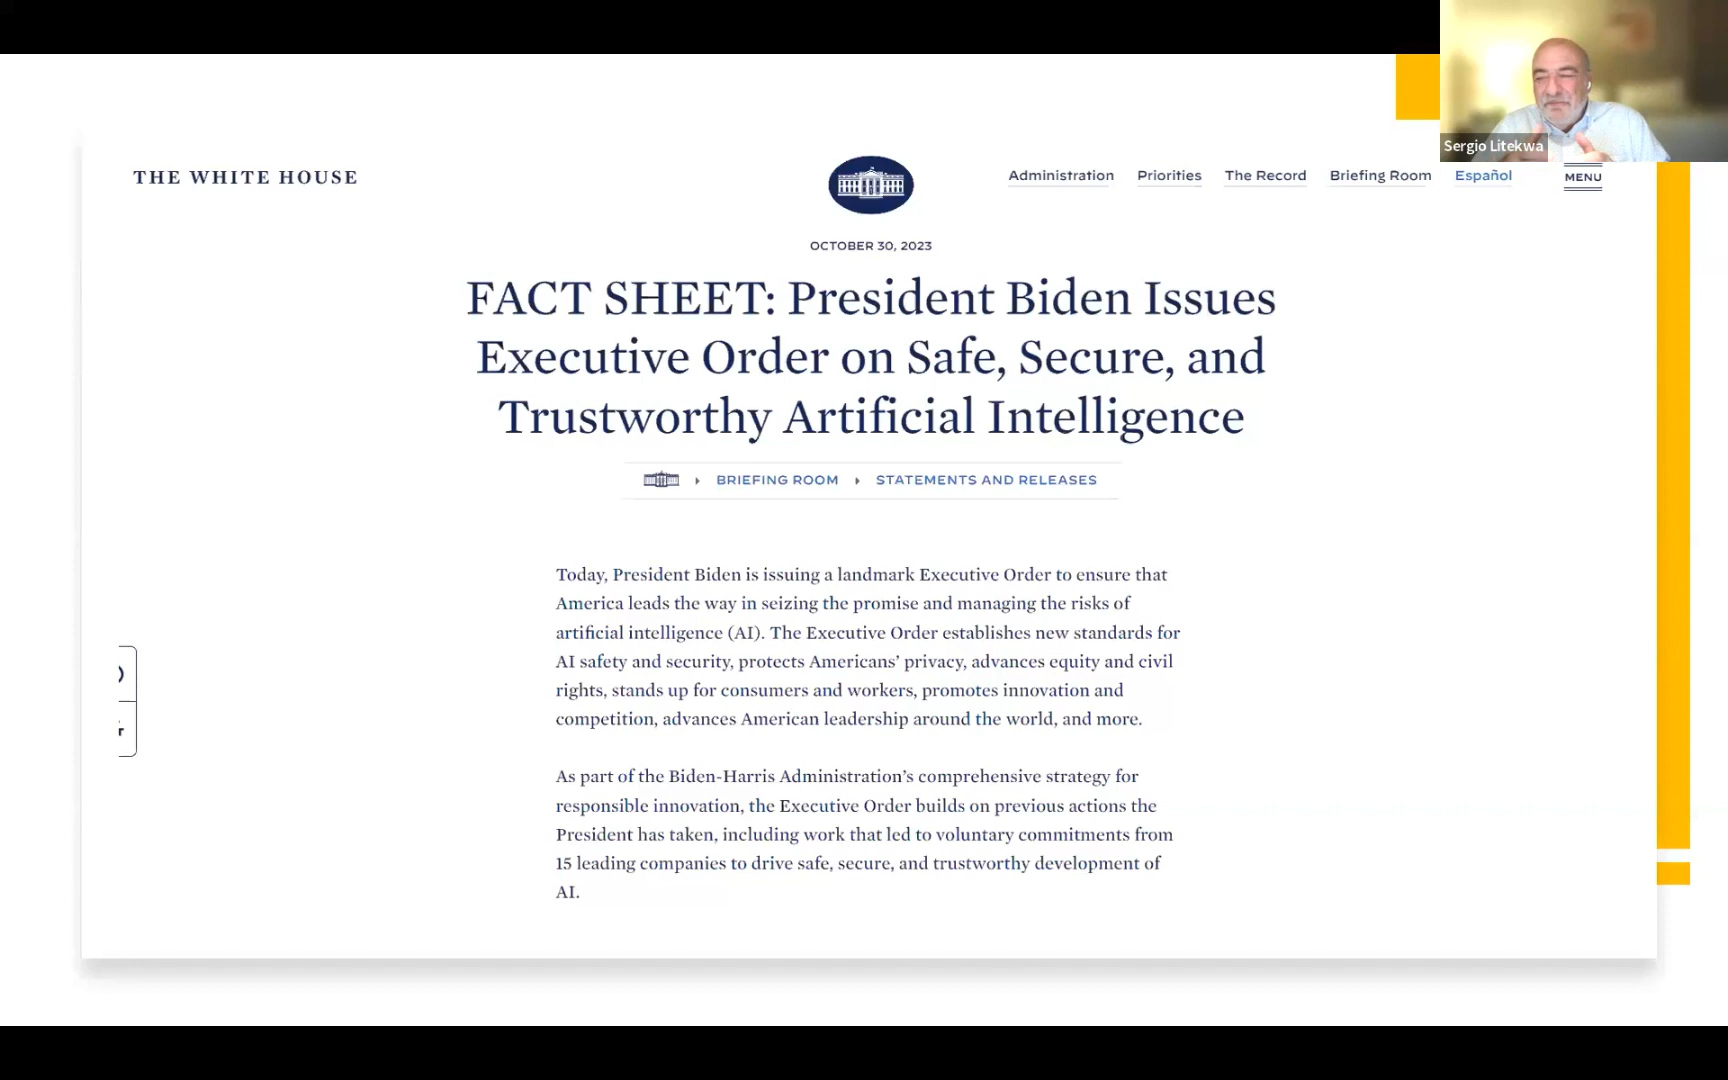 Sergio Litekwa
THE WHITE HOUSE
Administration
Priorities
The Record
Briefing Room
Español
MENU
OCTOBER 30, 2023
FACT SHEET: President Biden Issues
Executive Order on Safe, Secure, and
Trustworthy Artificial Intelligence
BRIEFING ROOM
STATEMENTS AND RELEASES
Today, President Biden is issuing a landmark Executive Order to ensure that
America leads the way in seizing the promise and managing the risks of
artificial intelligence (AI). The Executive Order establishes new standards for
AI safety and security, protects Americans’ privacy, advances equity and civil
rights, stands up for consumers and workers, promotes innovation and
competition, advances American leadership around the world, and more.
As part of the Biden-Harris Administration’s comprehensive strategy for
responsible innovation, the Executive Order builds on previous actions the
President has taken, including work that led to voluntary commitments from
15 leading companies to drive safe, secure, and trustworthy development of
AI.